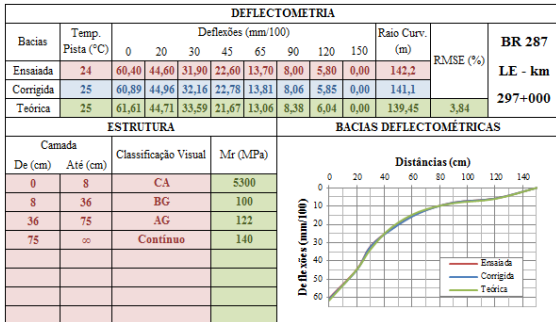 DEFLECTOMETRIA
Bacias Temp. Pista (°C) Deflexões (mm/100) Raio Curv. (m) RMSE (%) BR 287 LE - km 297+00
0 20 30 45 65 90 120 150
Ensaiada 24 60,40 44,60 31,90 22,60 13,70 8,00 5,80 0,00 142,2
Corrigida 25 60,89 44,96 32,16 22,78 13,81 8,06 5,85 0,00 141,1
Teórica 25 61,61 44,71 33,59 21,67 13,06 8,38 6,04 0,00 139,45 3,84
ESTRUTURA
Camada Classificação Visual Mr (MPa)
De (cm) Até (cm)
0 8 CA 5300
8 36 BG 100
36 75 AG 122
75 ∞ Contínuo 140
BACIAS DEFLECTOMÉTRICAS
Distâncias (cm)
0 20 40 60 80 100 120 140
Deflexões (mm/100)
0
10
20
30
40
50
60
Ensaiada
Corrigida
Teórica